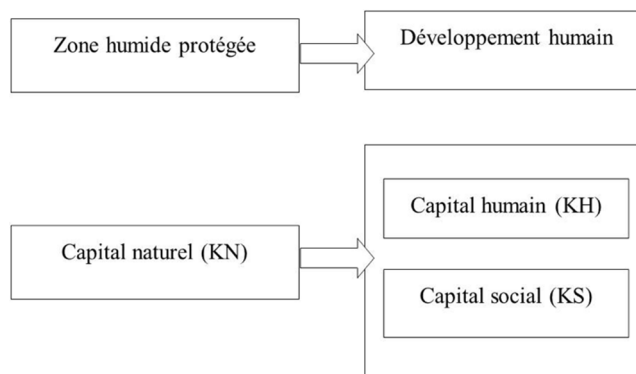 Zone humide protégée
Développement humain
Capital humain (KH)
Capital naturel (KN)
Capital social (KS)